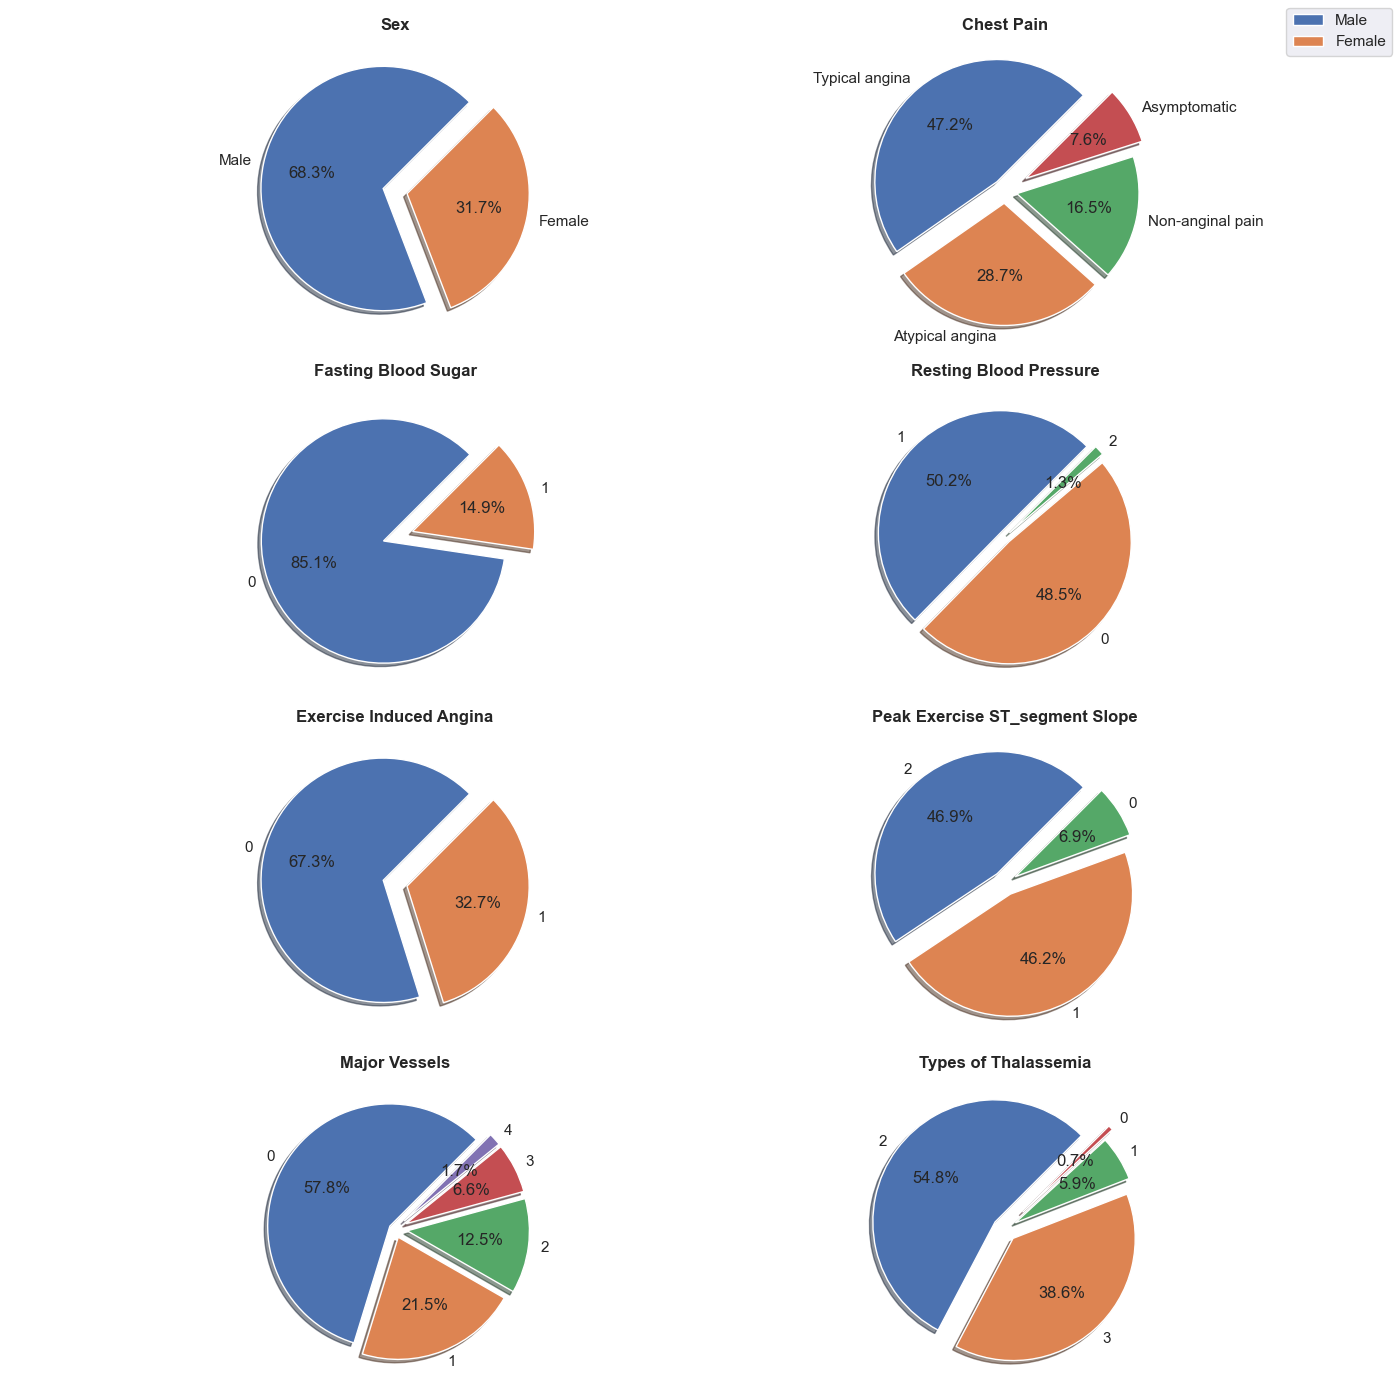 Sex
Male
68.3%
31.7%
Female
Chest Pain
Typical angina
47.2%
Asymptomatic
7.6%
16.5%
Non-anginal pain
28.7%
Atypical angina
Male
Female
Fasting Blood Sugar
1
14.9%
85.1%
0
Resting Blood Pressure
1
2
50.2%
1.3%
48.5%
0
Exercise Induced Angina
0
67.3%
32.7%
1
Peak Exercise ST_segment Slope
2
0
46.9%
6.9%
46.2%
1
Major Vessels
0
4
3
1.7%
57.8%
6.6%
12.5%
2
21.5%
1
Types of Thalassemia
0
2
1
0.7%
54.8%
5.9%
38.6%
3